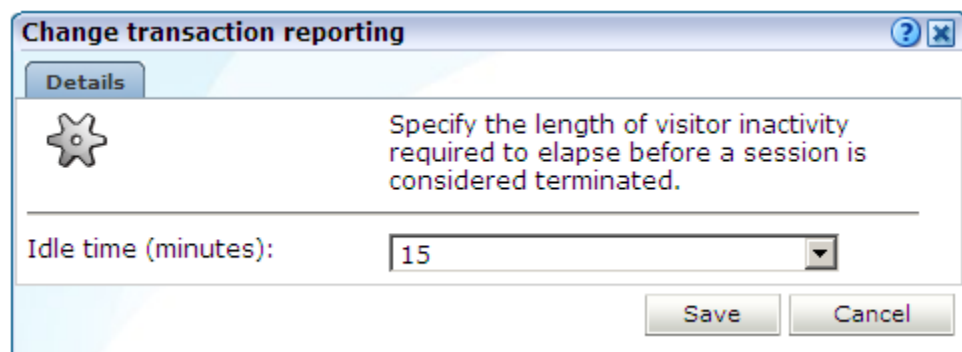 Change transaction reporting ?
Details
Specify the length of visitor inactivity
required to elapse before a session is
considered terminated.
Idle time (minutes): 15
Save Cancel